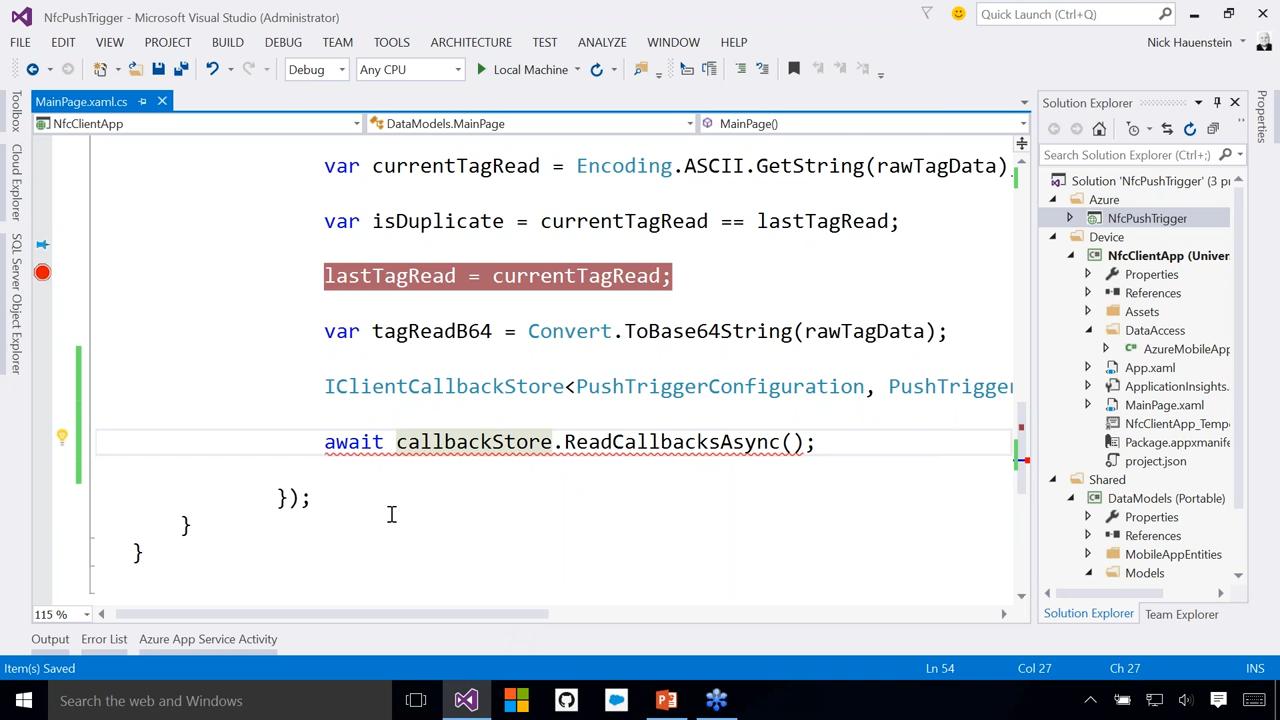 NfcPushTrigger - Microsoft Visual Studio (Administrator)
Quick Launch (Ctrl+Q)
FILE EDIT VIEW PROJECT BUILD DEBUG TEAM TOOLS ARCHITECTURE TEST ANALYZE WINDOW HELP
Nick Hauenstein
Debug Any CPU Local Machine
MainPage.xaml.cs
NfcClientApp DataModels.MainPage MainPage()
Toolbox
Cloud Explorer
SQL Server Object Explorer
var currentTagRead = Encoding.ASCII.GetString(rawTagData)
var isDuplicate = currentTagRead == lastTagRead;
lastTagRead = currentTagRead;
var tagReadB64 = Convert.ToBase64String(rawTagData);
IClientCallbackStore<PushTriggerConfiguration, PushTrigger
await callbackStore.ReadCallbacksAsync();
});
}
}
115 %
Solution Explorer
Search Solution Explorer (Ctrl+;)
Solution 'NfcPushTrigger' (3 pr
Azure
NfcPushTrigger
Device
NfcClientApp (Univer
Properties
References
Assets
DataAccess
AzureMobileAp
App.xaml
ApplicationInsights.
MainPage.xaml
NfcClientApp_Temp
Package.appxmanife
project.json
Shared
DataModels (Portable)
Properties
References
MobileAppEntities
Models
Solution Explorer Team Explorer
Properties
Output Error List Azure App Service Activity
Item(s) Saved Ln 54 Col 27 Ch 27 INS
Search the web and Windows